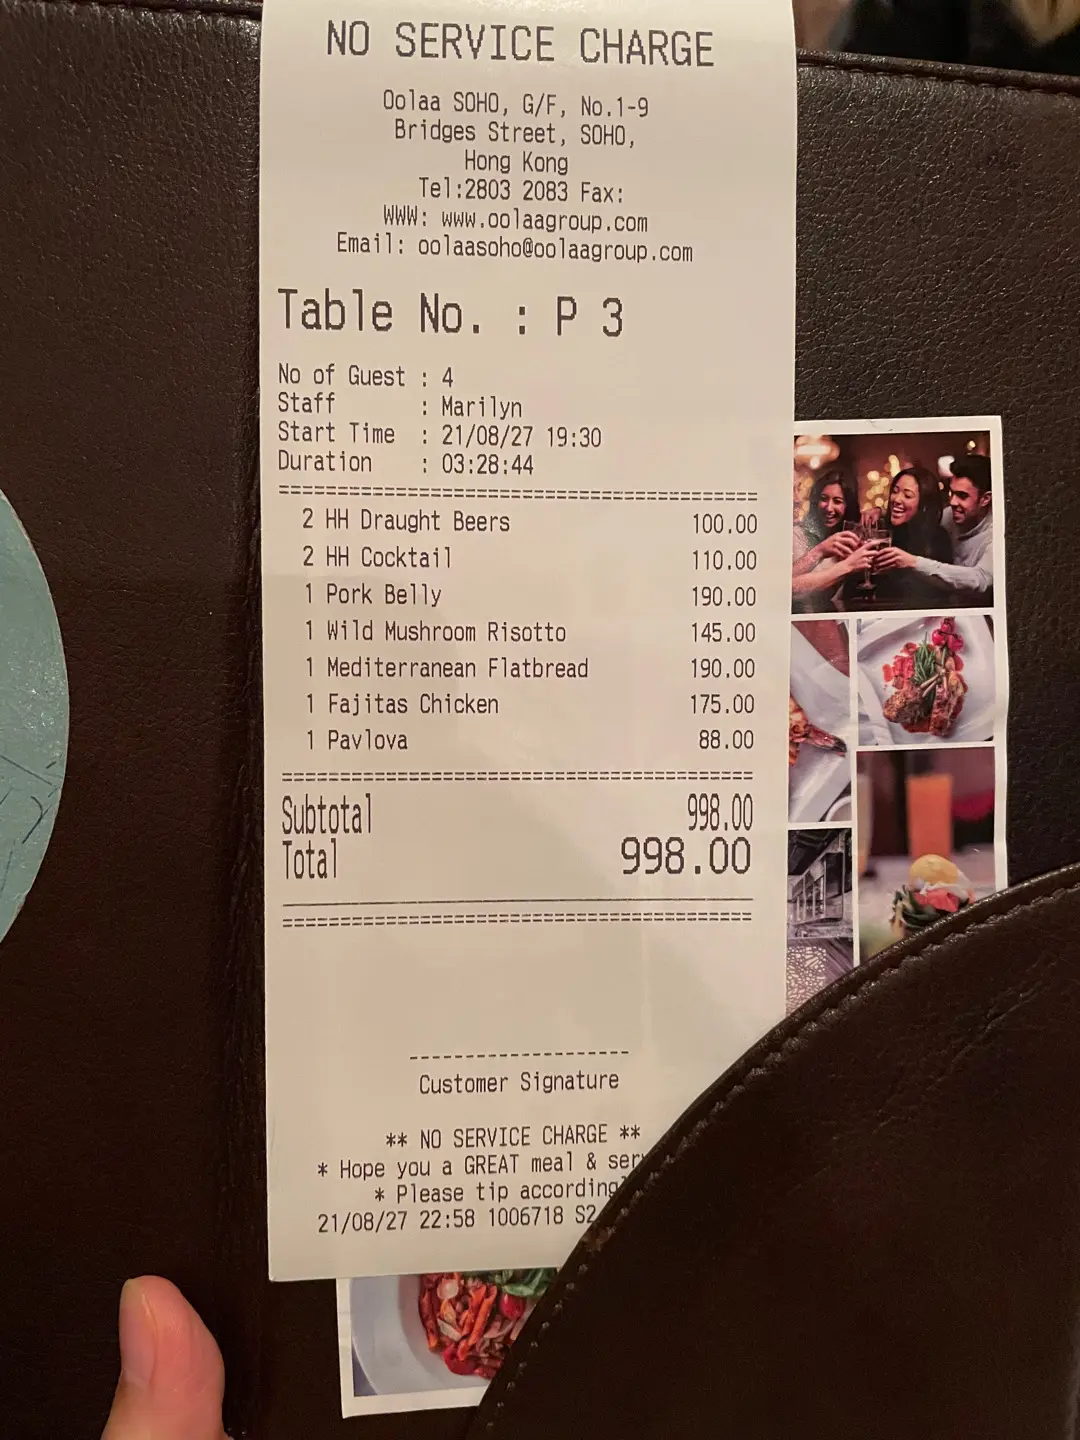 NO SERVICE CHARGE
Oolaa SOHO, G/F, No.1-9
Bridges Street, SOHO,
Hong Kong
Tel:2803 2083 Fax:
WWW: www.oolaagroup.com
Email: oolaasoho@oolaagroup.com
Table No. : P 3
No of Guest : 4
Staff : Marilyn
Start Time : 21/08/27 19:30
Duration : 03:28:44
2 HH Draught Beers 100.00
2 HH Cocktail 110.00
1 Pork Belly 190.00
1 Wild Mushroom Risotto 145.00
1 Mediterranean Flatbread 190.00
1 Fajitas Chicken 175.00
1 Pavlova 88.00
Subtotal 998.00
Total 998.00
Customer Signature
** NO SERVICE CHARGE **
* Hope you a GREAT meal & ser
* Please tip according
21/08/27 22:58 1006718 S2